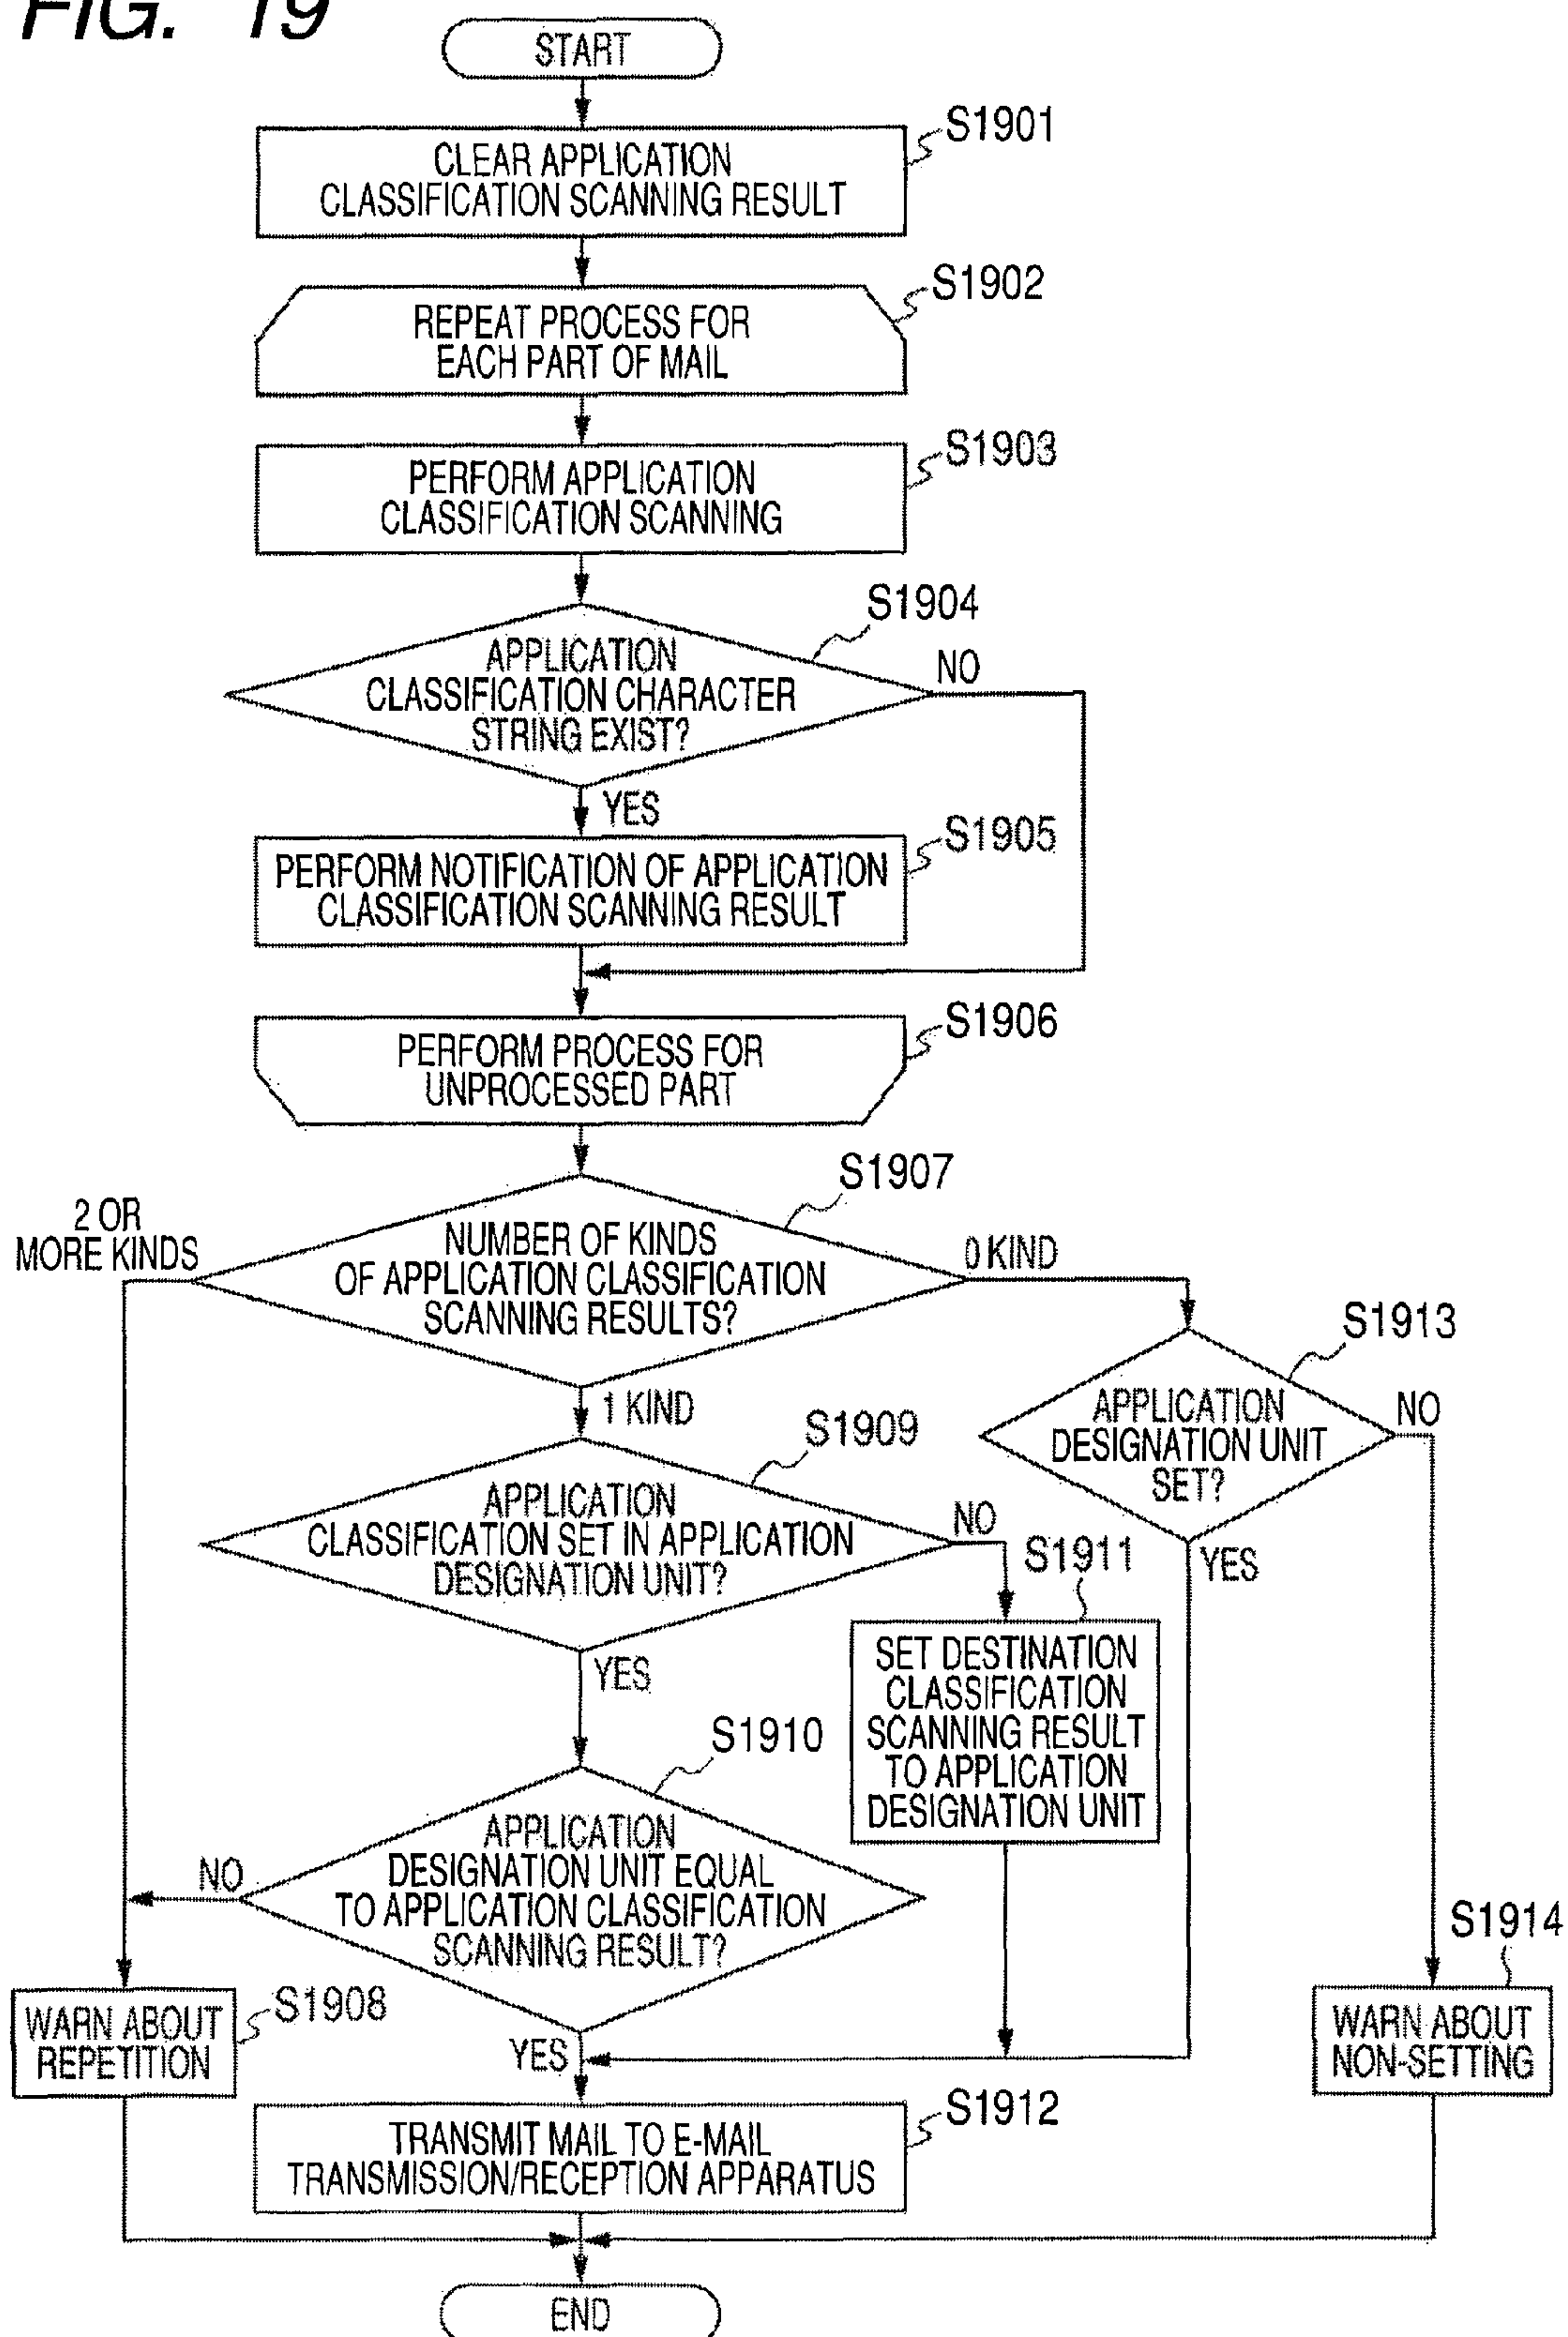 FIG. 19
START
S1901
CLEAR APPLICATION
CLASSIFICATION SCANNING RESULT
S1902
REPEAT PROCESS FOR
EACH PART OF MAIL
S1903
PERFORM APPLICATION
CLASSIFICATION SCANNING
S1904
APPLICATION
CLASSIFICATION CHARACTER
STRING EXIST?
NO
YES
S1905
PERFORM NOTIFICATION OF APPLICATION
CLASSIFICATION SCANNING RESULT
S1906
PERFORM PROCESS FOR
UNPROCESSED PART
S1907
2 OR
MORE KINDS
NUMBER OF KINDS
OF APPLICATION CLASSIFICATION
SCANNING RESULTS?
0 KIND
1 KIND
S1913
APPLICATION
DESIGNATION UNIT
SET?
NO
YES
S1909
APPLICATION
CLASSIFICATION SET IN APPLICATION
DESIGNATION UNIT?
NO
YES
S1911
SET DESTINATION
CLASSIFICATION
SCANNING RESULT
TO APPLICATION
DESIGNATION UNIT
S1910
APPLICATION
DESIGNATION UNIT EQUAL
TO APPLICATION CLASSIFICATION
SCANNING RESULT?
NO
YES
S1908
WARN ABOUT
REPETITION
S1914
WARN ABOUT
NON-SETTING
S1912
TRANSMIT MAIL TO E-MAIL
TRANSMISSION/RECEPTION APPARATUS
END